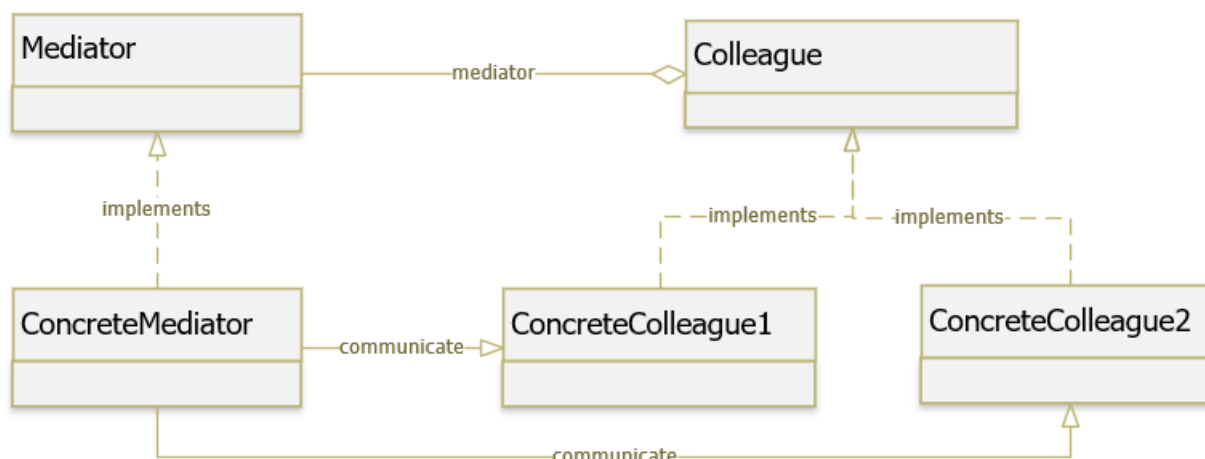 Mediator
mediator
Colleague
implements
implements
implements
ConcreteMediator
communicate
ConcreteColleague1
ConcreteColleague2
communicate